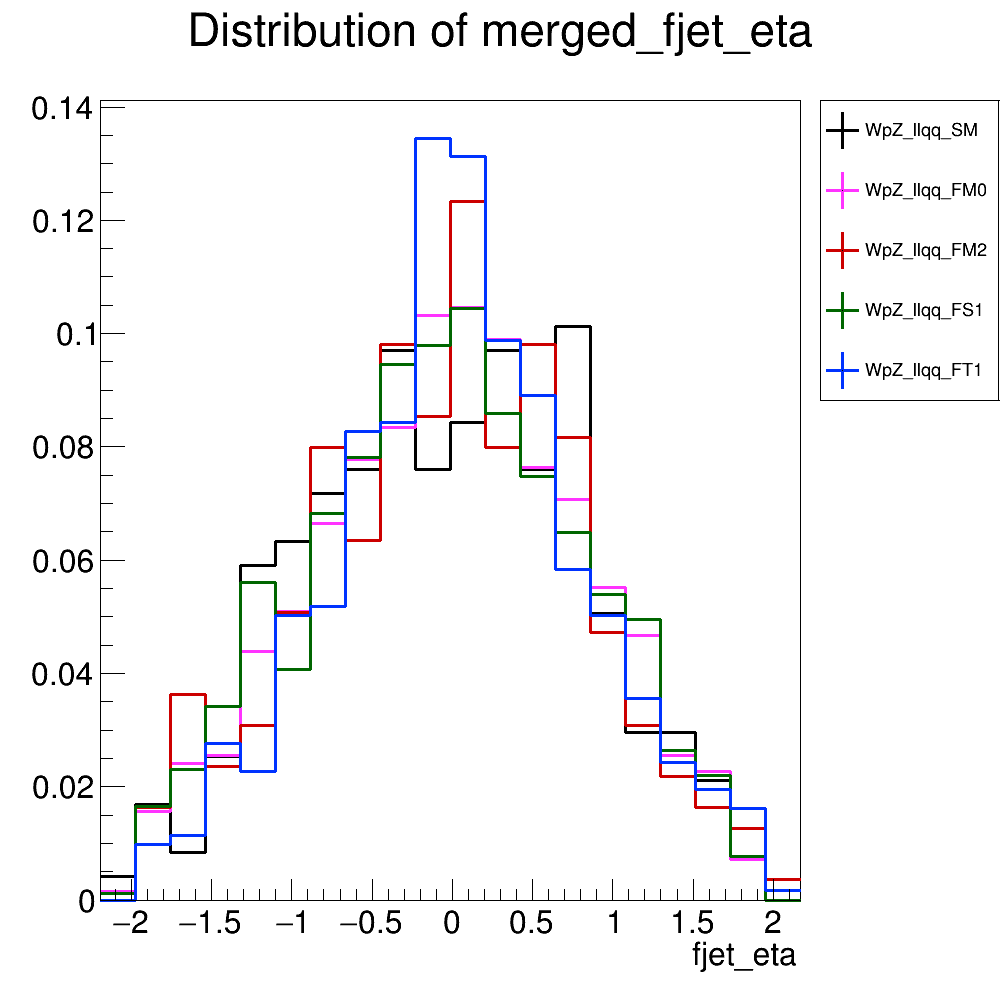 Distribution of merged_fjet_eta
0.14
0.12
0.1
0.08
0.06
0.04
0.02
0
−2 −1.5 −1 −0.5 0 0.5 1 1.5 2
fjet_eta
WpZ_llqq_SM
WpZ_llqq_FM0
WpZ_llqq_FM2
WpZ_llqq_FS1
WpZ_llqq_FT1